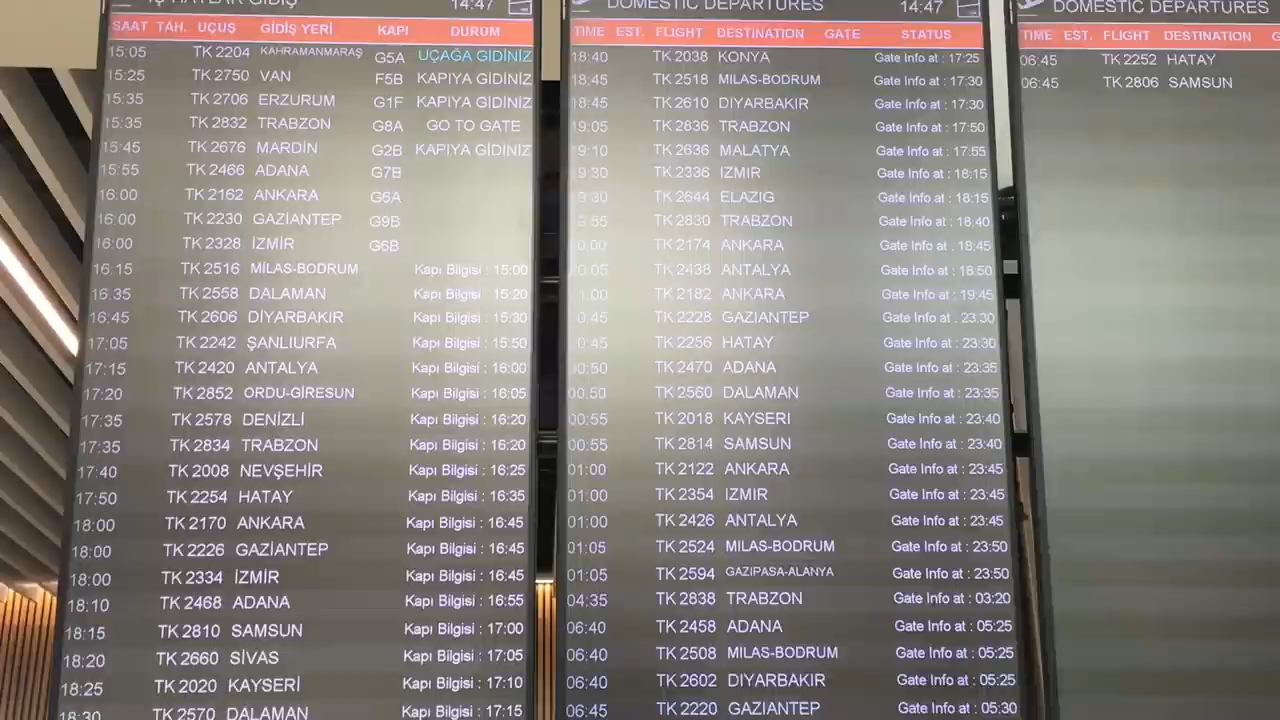 İÇ HATLAR GİDİŞ 14:47
SAAT TAH. UÇUŞ GİDİŞ YERİ KAPI DURUM
15:05 TK 2204 KAHRAMANMARAŞ G5A UÇAĞA GİDİNİZ
15:25 TK 2750 VAN F5B KAPIYA GİDİNİZ
15:35 TK 2706 ERZURUM G1F KAPIYA GİDİNİZ
15:35 TK 2832 TRABZON G8A GO TO GATE
15:45 TK 2676 MARDİN G2B KAPIYA GİDİNİZ
15:55 TK 2466 ADANA G7B
16:00 TK 2162 ANKARA G6A
16:00 TK 2230 GAZİANTEP G9B
16:00 TK 2328 İZMİR G6B
16:15 TK 2516 MİLAS-BODRUM Kapı Bilgisi : 15:00
16:35 TK 2558 DALAMAN Kapı Bilgisi : 15:20
16:45 TK 2606 DİYARBAKIR Kapı Bilgisi : 15:30
17:05 TK 2242 ŞANLIURFA Kapı Bilgisi : 15:50
17:15 TK 2420 ANTALYA Kapı Bilgisi : 16:00
17:20 TK 2852 ORDU-GİRESUN Kapı Bilgisi : 16:05
17:35 TK 2578 DENİZLİ Kapı Bilgisi : 16:20
17:35 TK 2834 TRABZON Kapı Bilgisi : 16:20
17:40 TK 2008 NEVŞEHİR Kapı Bilgisi : 16:25
17:50 TK 2254 HATAY Kapı Bilgisi : 16:35
18:00 TK 2170 ANKARA Kapı Bilgisi : 16:45
18:00 TK 2226 GAZİANTEP Kapı Bilgisi : 16:45
18:00 TK 2334 İZMİR Kapı Bilgisi : 16:45
18:10 TK 2468 ADANA Kapı Bilgisi : 16:55
18:15 TK 2810 SAMSUN Kapı Bilgisi : 17:00
18:20 TK 2660 SİVAS Kapı Bilgisi : 17:05
18:25 TK 2020 KAYSERİ Kapı Bilgisi : 17:10
18:30 TK 2570 DALAMAN Kapı Bilgisi : 17:15
DOMESTIC DEPARTURES 14:47
TIME EST. FLIGHT DESTINATION GATE STATUS
18:40 TK 2038 KONYA Gate Info at : 17:25
18:45 TK 2518 MILAS-BODRUM Gate Info at : 17:30
18:45 TK 2610 DIYARBAKIR Gate Info at : 17:30
19:05 TK 2836 TRABZON Gate Info at : 17:50
19:10 TK 2636 MALATYA Gate Info at : 17:55
19:30 TK 2336 IZMIR Gate Info at : 18:15
19:30 TK 2644 ELAZIG Gate Info at : 18:15
TK 2830 TRABZON Gate Info at : 18:40
TK 2174 ANKARA Gate Info at : 18:45
TK 2438 ANTALYA Gate Info at : 18:50
TK 2182 ANKARA Gate Info at : 19:45
TK 2228 GAZIANTEP Gate Info at : 23:30
TK 2256 HATAY Gate Info at : 23:30
00:50 TK 2470 ADANA Gate Info at : 23:35
00:50 TK 2560 DALAMAN Gate Info at : 23:35
00:55 TK 2018 KAYSERI Gate Info at : 23:40
00:55 TK 2814 SAMSUN Gate Info at : 23:40
01:00 TK 2122 ANKARA Gate Info at : 23:45
01:00 TK 2354 IZMIR Gate Info at : 23:45
01:00 TK 2426 ANTALYA Gate Info at : 23:45
01:05 TK 2524 MILAS-BODRUM Gate Info at : 23:50
01:05 TK 2594 GAZIPASA-ALANYA Gate Info at : 23:50
04:35 TK 2838 TRABZON Gate Info at : 03:20
06:40 TK 2458 ADANA Gate Info at : 05:25
06:40 TK 2508 MILAS-BODRUM Gate Info at : 05:25
06:40 TK 2602 DIYARBAKIR Gate Info at : 05:25
06:45 TK 2220 GAZIANTEP Gate Info at : 05:30
DOMESTIC DEPARTURES
TIME EST. FLIGHT DESTINATION
06:45 TK 2252 HATAY
06:45 TK 2806 SAMSUN